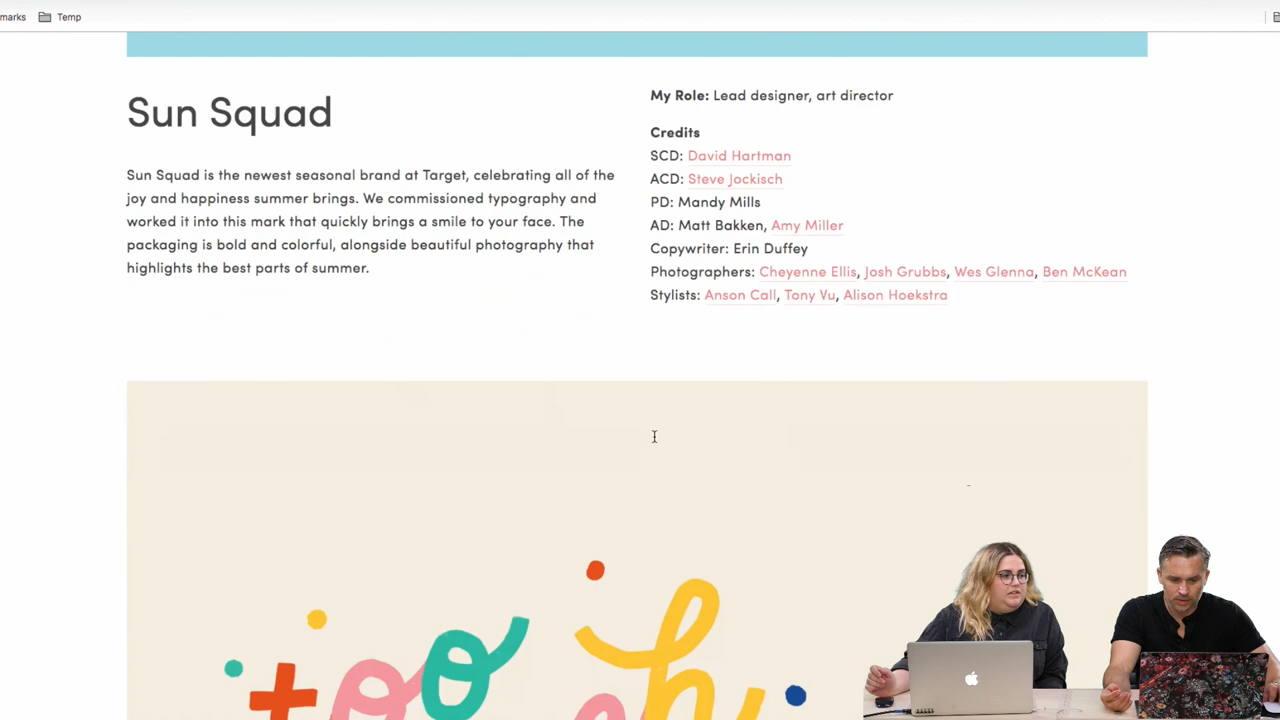 marks Temp
Sun Squad
Sun Squad is the newest seasonal brand at Target, celebrating all of the
joy and happiness summer brings. We commissioned typography and
worked it into this mark that quickly brings a smile to your face. The
packaging is bold and colorful, alongside beautiful photography that
highlights the best parts of summer.
My Role: Lead designer, art director
Credits
SCD: David Hartman
ACD: Steve Jockisch
PD: Mandy Mills
AD: Matt Bakken, Amy Miller
Copywriter: Erin Duffey
Photographers: Cheyenne Ellis, Josh Grubbs, Wes Glenna, Ben McKean
Stylists: Anson Call, Tony Vu, Alison Hoekstra